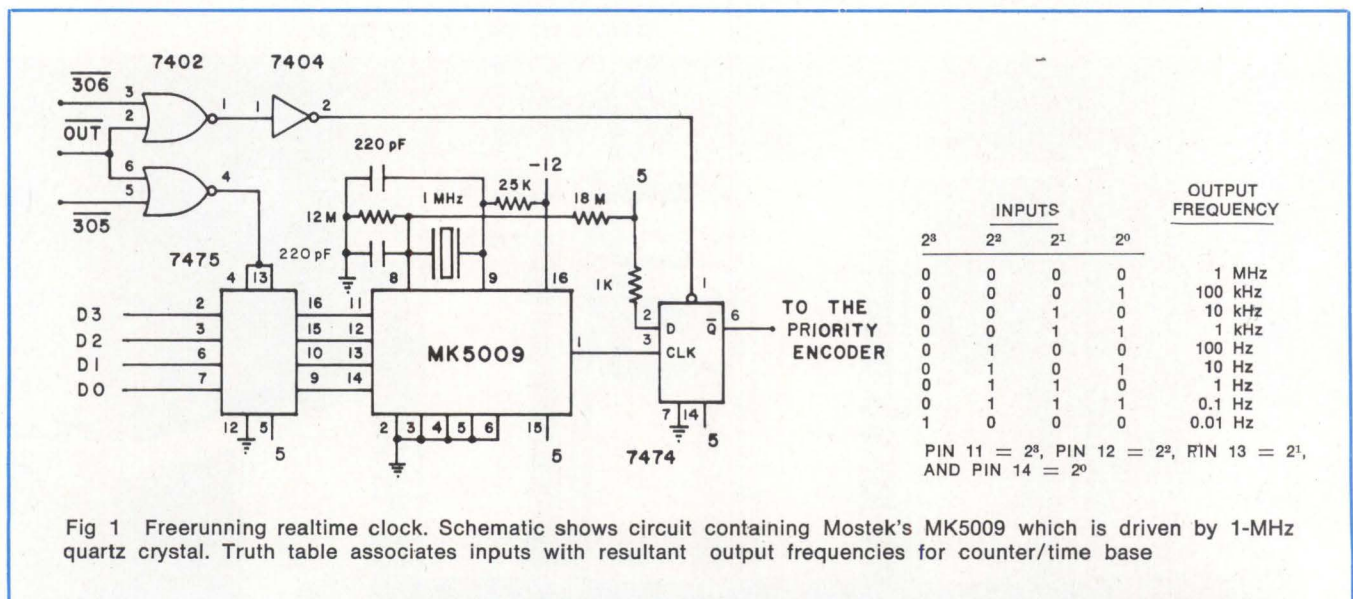 7402 7404
306
3
2
1
1
2
OUT
6
5
4
305
220 pF
-12
25K
18 M
5
1 MHz
12 M
220 pF
1K
7475
4 13
8 9 16
1
D3 2 16 11
D2 3 15 12
D1 6 10 13
D0 7 9 14
MK5009
1
2 D Q 6
3 CLK
TO THE
PRIORITY
ENCODER
12 5
5
2 3 4 5 6 15
5
7 14
5
7474
INPUTS
OUTPUT
FREQUENCY
2³ 2² 2¹ 2⁰
0 0 0 0 1 MHz
0 0 0 1 100 kHz
0 0 1 0 10 kHz
0 0 1 1 1 kHz
0 1 0 0 100 Hz
0 1 0 1 10 Hz
0 1 1 0 1 Hz
0 1 1 1 0.1 Hz
1 0 0 0 0.01 Hz
PIN 11 = 2³, PIN 12 = 2², PIN 13 = 2¹,
AND PIN 14 = 2⁰
Fig 1 Freerunning realtime clock. Schematic shows circuit containing Mostek's MK5009 which is driven by 1-MHz
quartz crystal. Truth table associates inputs with resultant output frequencies for counter/time base